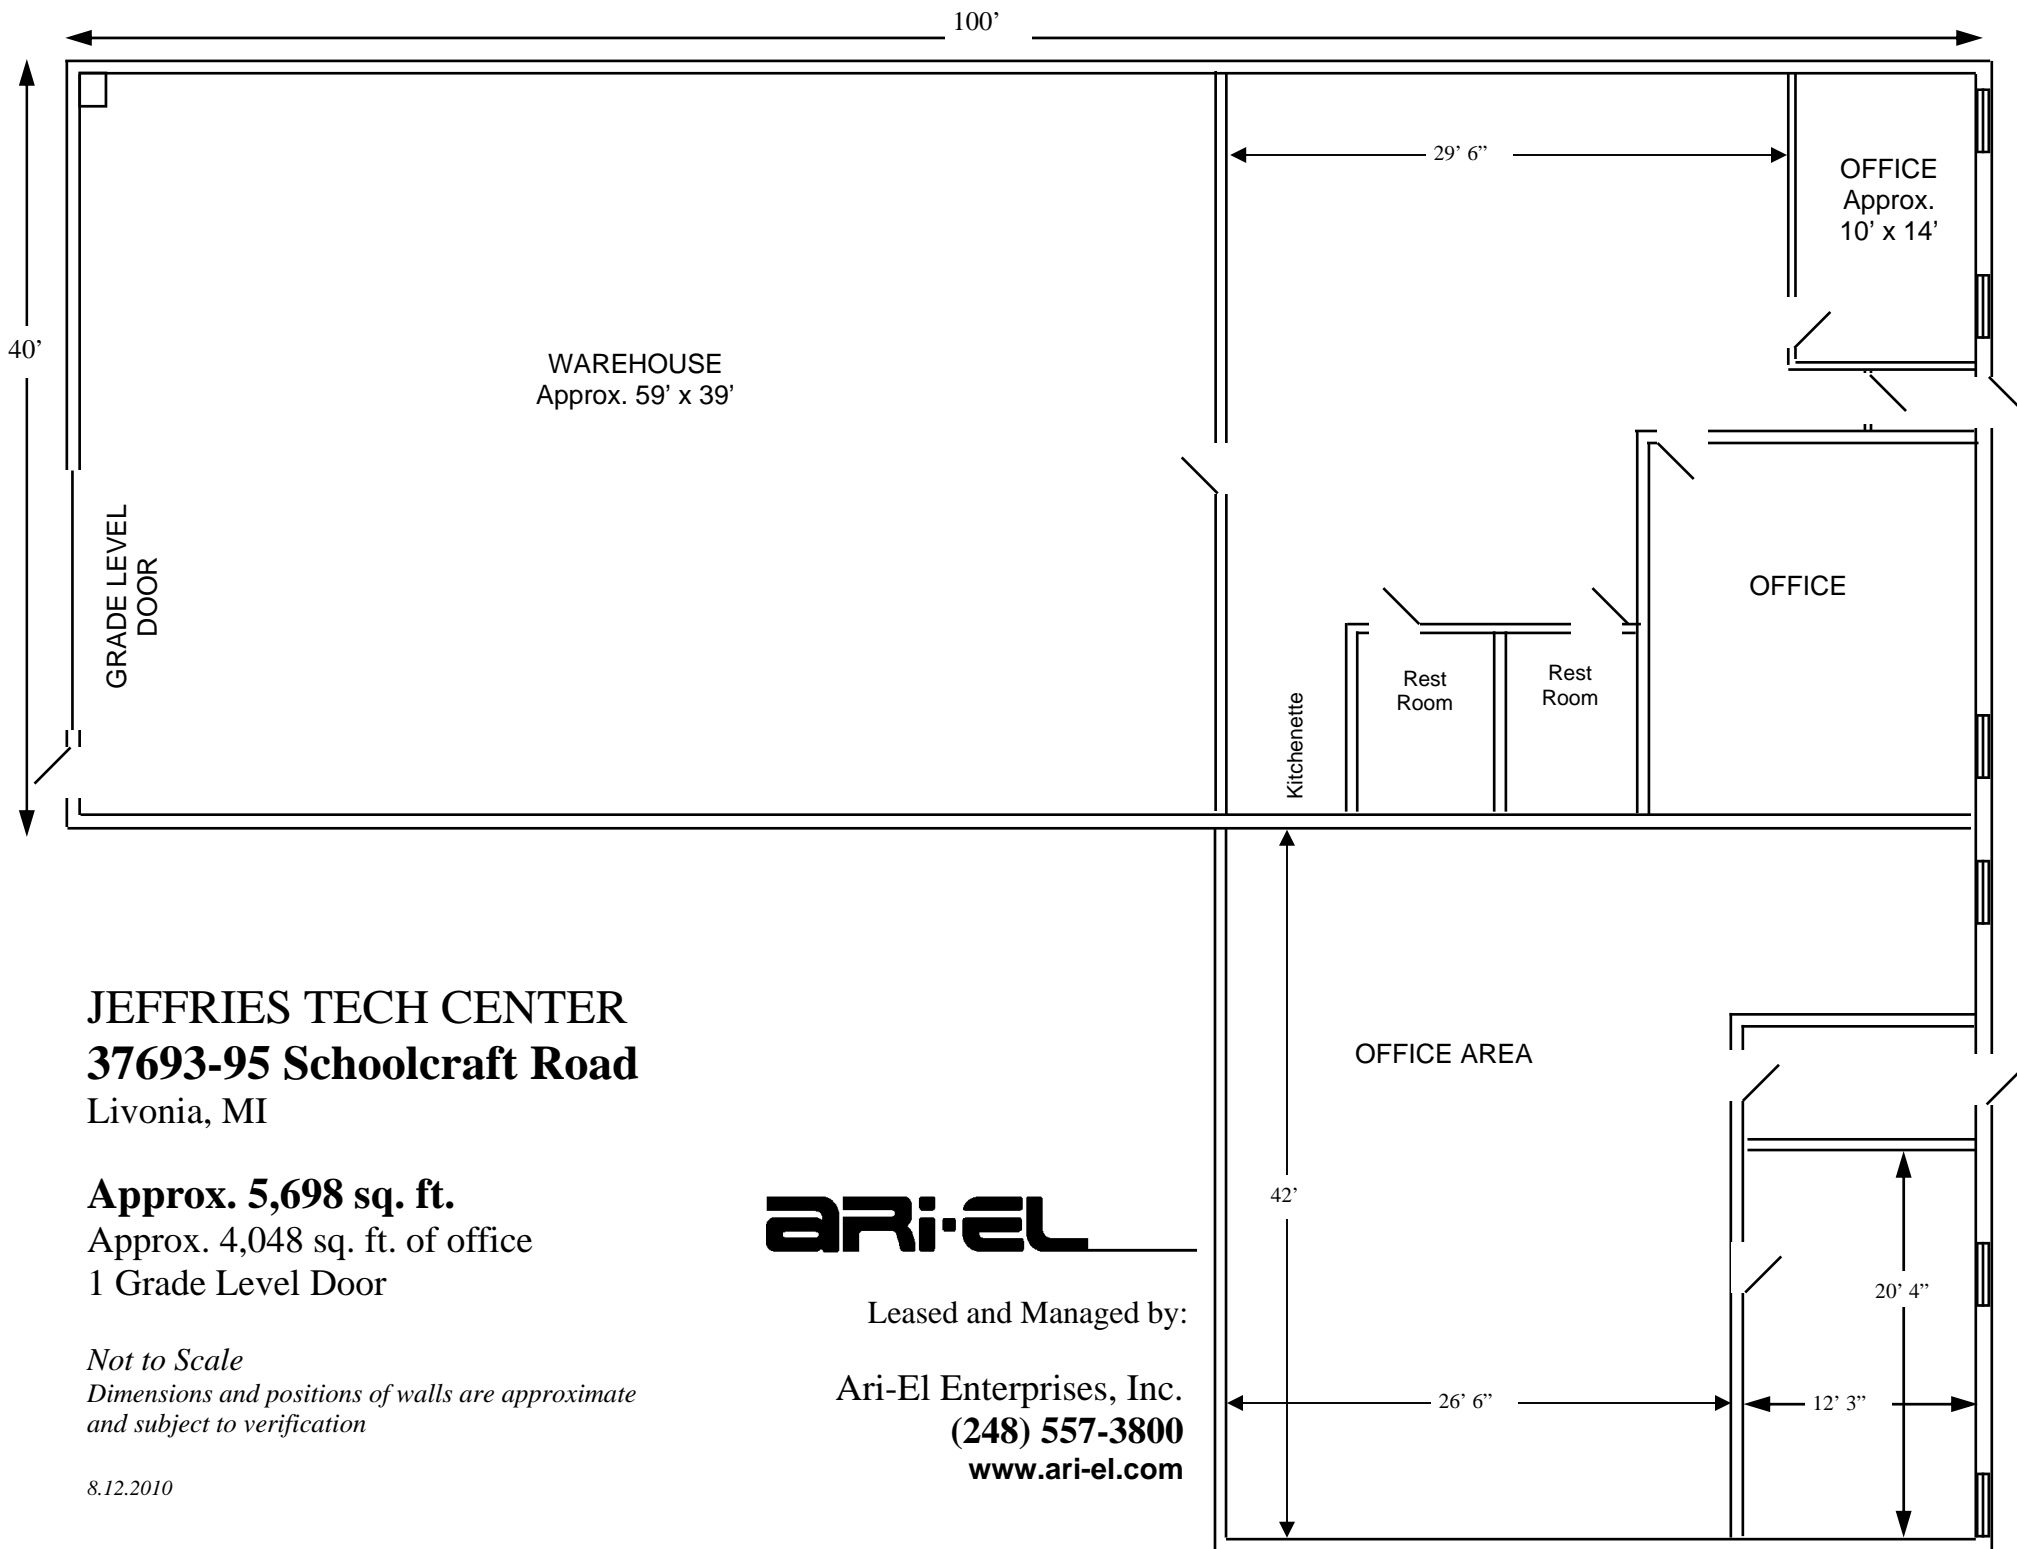 100’
29’ 6”
OFFICE
Approx.
10’ x 14’
40’
WAREHOUSE
Approx. 59’ x 39’
GRADE LEVEL
DOOR
OFFICE
Rest
Room
Rest
Room
Kitchenette
OFFICE AREA
42’
20’ 4”
26’ 6”
12’ 3”
JEFFRIES TECH CENTER
37693-95 Schoolcraft Road
Livonia, MI
Approx. 5,698 sq. ft.
Approx. 4,048 sq. ft. of office
1 Grade Level Door
Not to Scale
Dimensions and positions of walls are approximate
and subject to verification
8.12.2010
aRi-EL
Leased and Managed by:
Ari-El Enterprises, Inc.
(248) 557-3800
www.ari-el.com